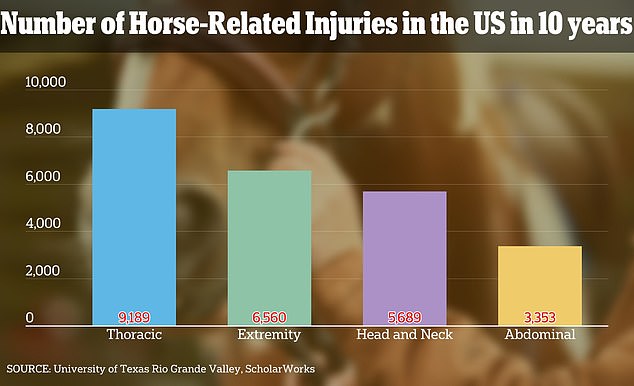 Number of Horse-Related Injuries in the US in 10 years
10,000
8,000
6,000
4,000
2,000
0
9,189 6,560 5,689 3,353
Thoracic Extremity Head and Neck Abdominal
SOURCE: University of Texas Rio Grande Valley, ScholarWorks